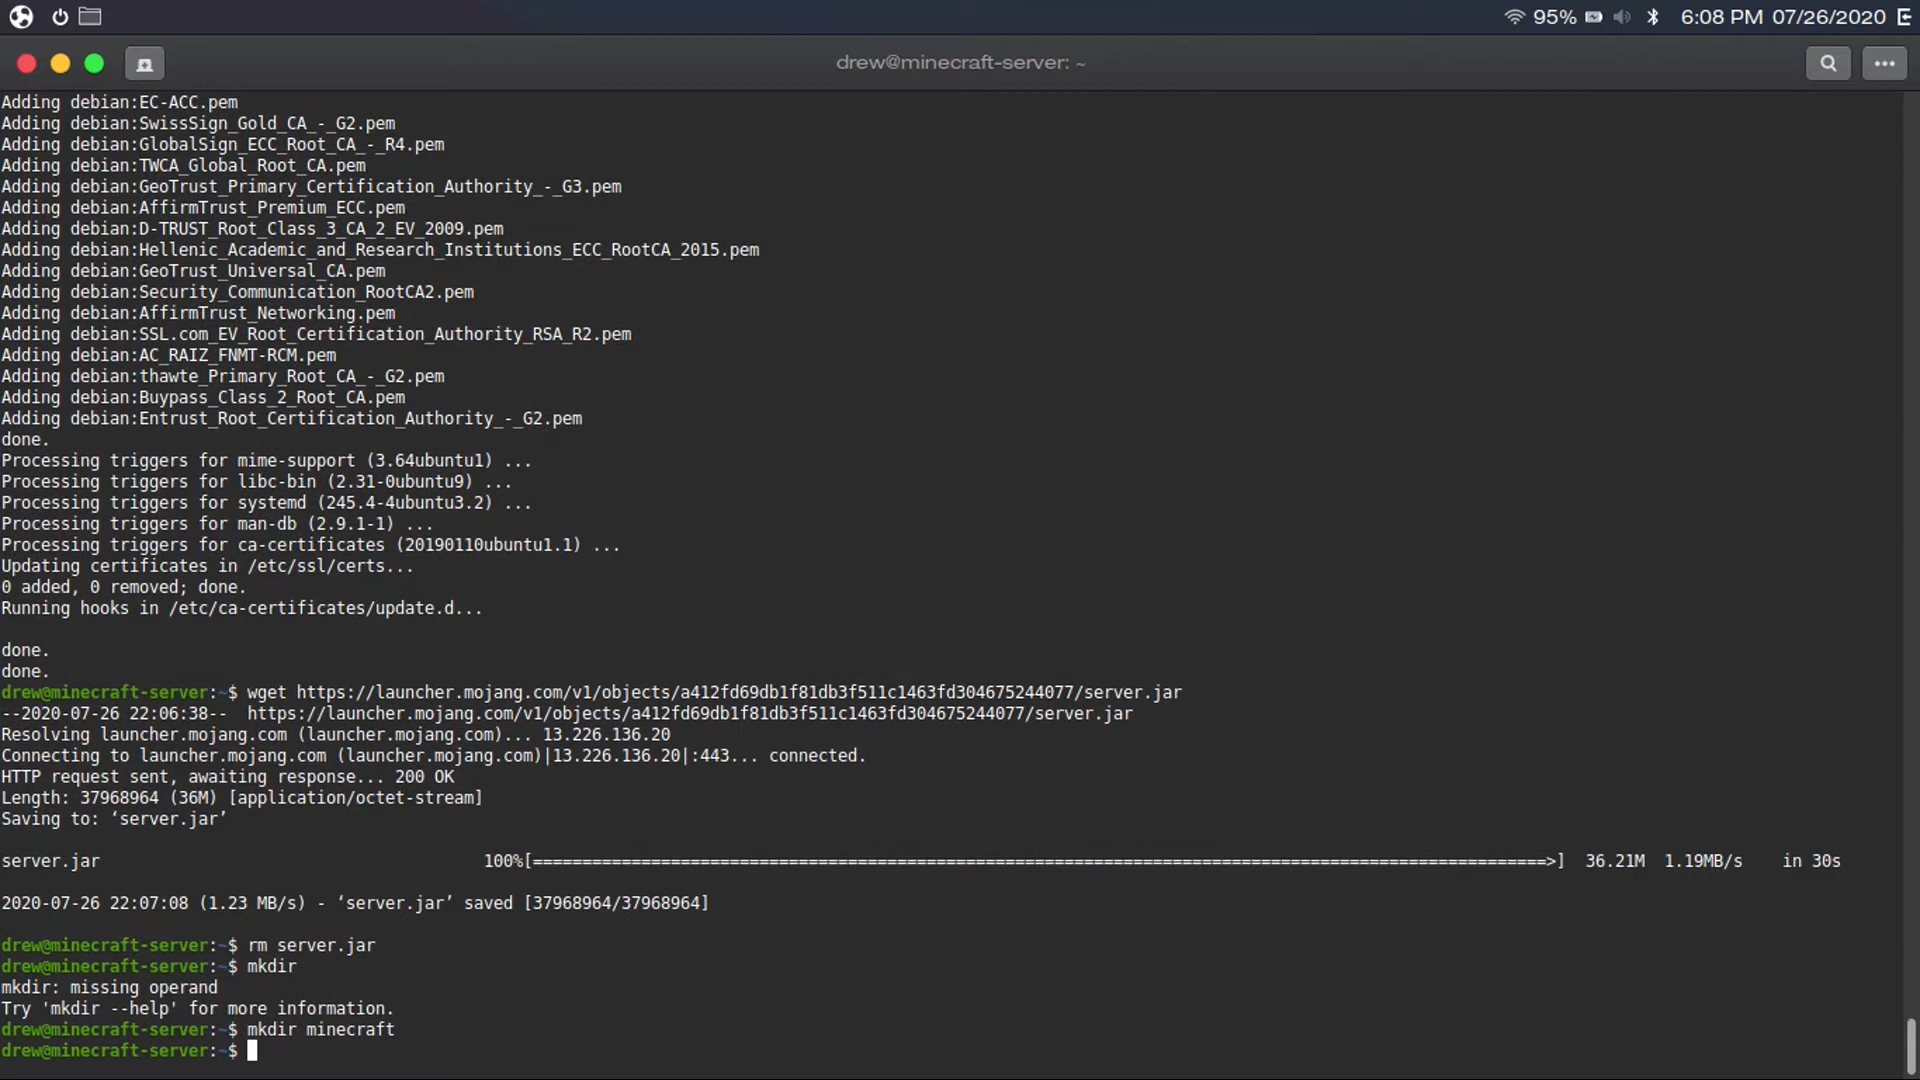 95% 6:08 PM 07/26/2020
drew@minecraft-server: ~
Adding debian:EC-ACC.pem
Adding debian:SwissSign_Gold_CA_-_G2.pem
Adding debian:GlobalSign_ECC_Root_CA_-_R4.pem
Adding debian:TWCA_Global_Root_CA.pem
Adding debian:GeoTrust_Primary_Certification_Authority_-_G3.pem
Adding debian:AffirmTrust_Premium_ECC.pem
Adding debian:D-TRUST_Root_Class_3_CA_2_EV_2009.pem
Adding debian:Hellenic_Academic_and_Research_Institutions_ECC_RootCA_2015.pem
Adding debian:GeoTrust_Universal_CA.pem
Adding debian:Security_Communication_RootCA2.pem
Adding debian:AffirmTrust_Networking.pem
Adding debian:SSL.com_EV_Root_Certification_Authority_RSA_R2.pem
Adding debian:AC_RAIZ_FNMT-RCM.pem
Adding debian:thawte_Primary_Root_CA_-_G2.pem
Adding debian:Buypass_Class_2_Root_CA.pem
Adding debian:Entrust_Root_Certification_Authority_-_G2.pem
done.
Processing triggers for mime-support (3.64ubuntu1) ...
Processing triggers for libc-bin (2.31-0ubuntu9) ...
Processing triggers for systemd (245.4-4ubuntu3.2) ...
Processing triggers for man-db (2.9.1-1) ...
Processing triggers for ca-certificates (20190110ubuntu1.1) ...
Updating certificates in /etc/ssl/certs...
0 added, 0 removed; done.
Running hooks in /etc/ca-certificates/update.d...
done.
done.
drew@minecraft-server:~$ wget https://launcher.mojang.com/v1/objects/a412fd69db1f81db3f511c1463fd304675244077/server.jar
--2020-07-26 22:06:38--  https://launcher.mojang.com/v1/objects/a412fd69db1f81db3f511c1463fd304675244077/server.jar
Resolving launcher.mojang.com (launcher.mojang.com)... 13.226.136.20
Connecting to launcher.mojang.com (launcher.mojang.com)|13.226.136.20|:443... connected.
HTTP request sent, awaiting response... 200 OK
Length: 37968964 (36M) [application/octet-stream]
Saving to: ‘server.jar’
server.jar 100%[=======================================================================================================>] 36.21M 1.19MB/s in 30s
2020-07-26 22:07:08 (1.23 MB/s) - ‘server.jar’ saved [37968964/37968964]
drew@minecraft-server:~$ rm server.jar
drew@minecraft-server:~$ mkdir
mkdir: missing operand
Try 'mkdir --help' for more information.
drew@minecraft-server:~$ mkdir minecraft
drew@minecraft-server:~$